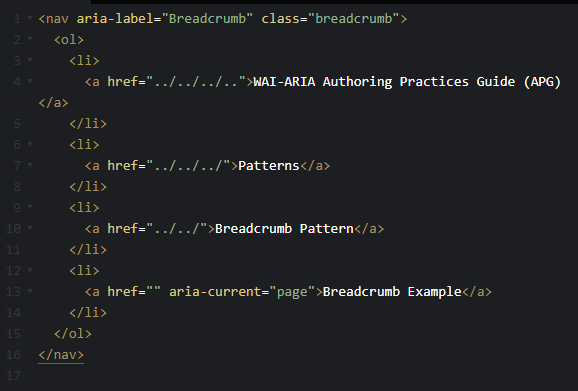 1 <nav aria-label="Breadcrumb" class="breadcrumb">
2   <ol>
3     <li>
4       <a href="../../../..">WAI-ARIA Authoring Practices Guide (APG)
</a>
5     </li>
6     <li>
7       <a href="../../../">Patterns</a>
8     </li>
9     <li>
10       <a href="../../">Breadcrumb Pattern</a>
11     </li>
12     <li>
13       <a href="" aria-current="page">Breadcrumb Example</a>
14     </li>
15   </ol>
16 </nav>
17